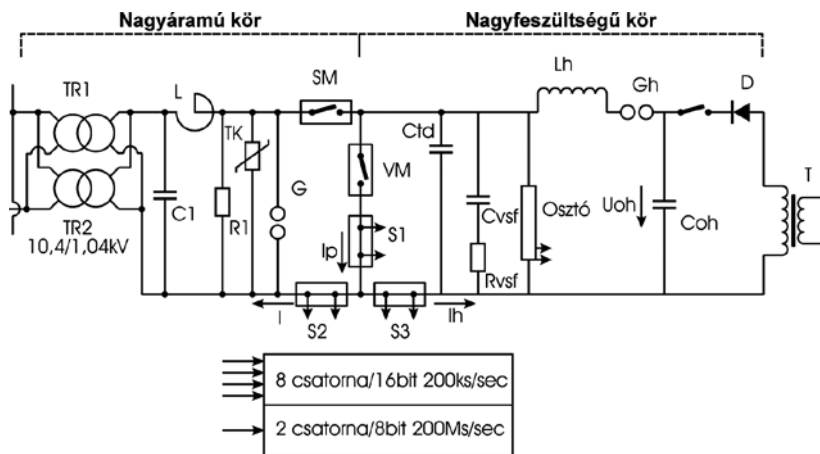 Nagyáramú kör
Nagyfeszültségű kör
TR1
TR2
10,4/1,04kV
L
C1
R1
TK
G
SM
VM
S1
Ip
I
S2
S3
Ih
Ctd
Cvsf
Rvsf
Osztó
Lh
Gh
D
Uoh
Coh
T
8 csatorna/16bit 200ks/sec
2 csatorna/8bit 200Ms/sec